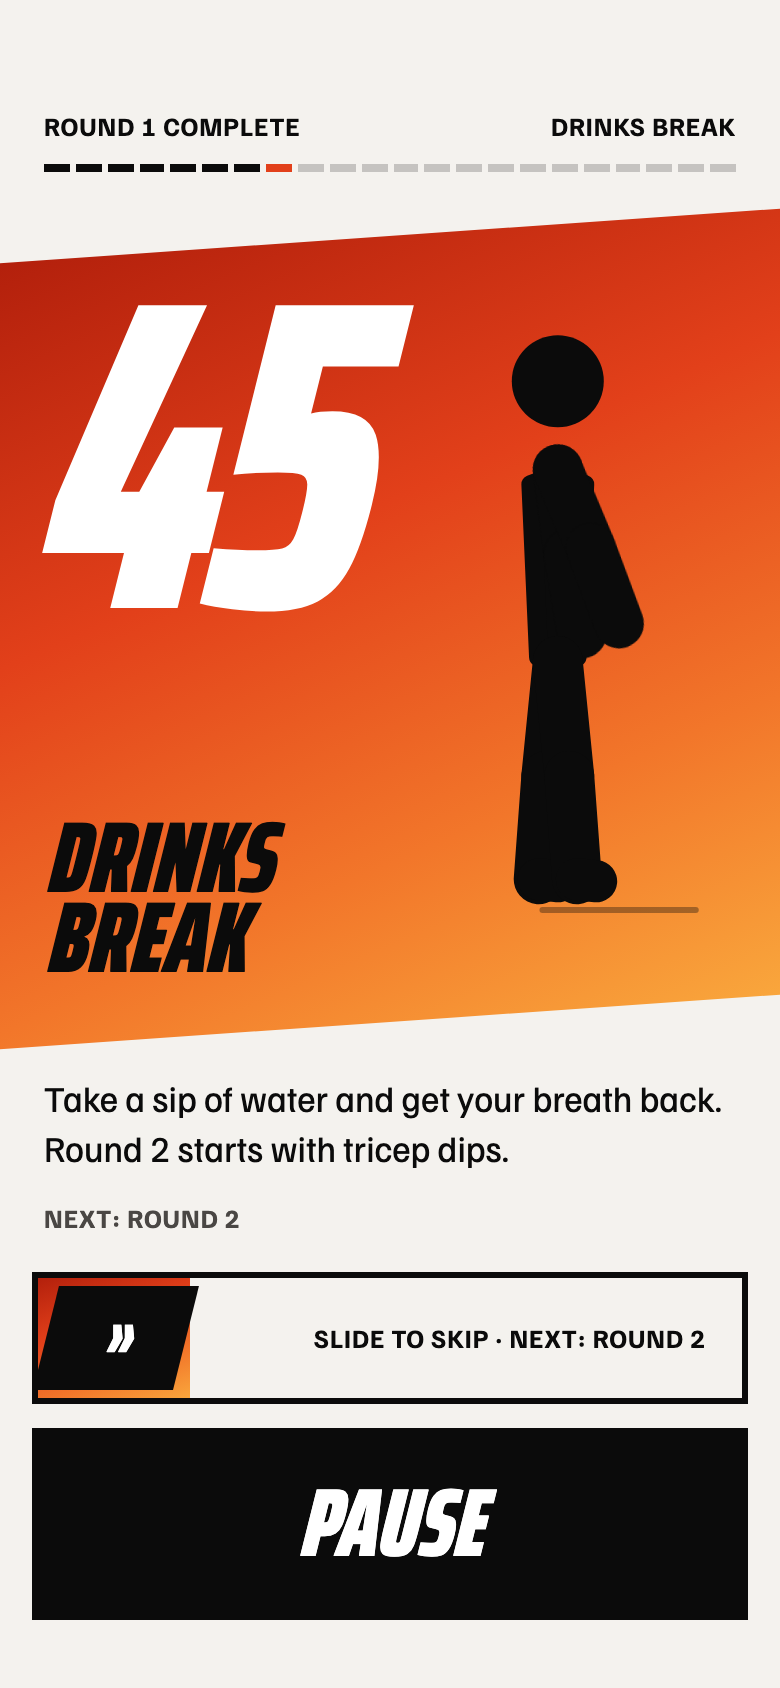 ROUND 1 COMPLETE
DRINKS BREAK
45
DRINKS
BREAK
Take a sip of water and get your breath back.
Round 2 starts with tricep dips.
NEXT: ROUND 2
SLIDE TO SKIP · NEXT: ROUND 2
PAUSE